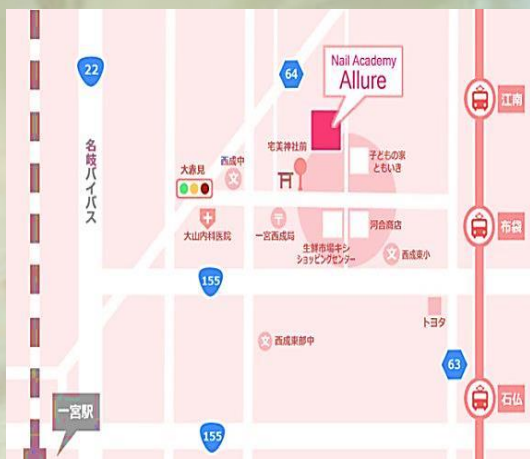 22
64
Nail Academy
Allure
江南
名岐バイパス
大赤見
西成中
宅美神社前
子どもの家
ともいき
大山内科医院
一宮西成局
生鮮市場キシ
ショッピングセンター
河合商店
西成東小
布袋
155
トヨタ
西成東部中
63
石仏
一宮駅
155